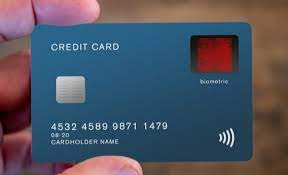 CREDIT CARD
biometric
4532 4589 9871 1479
08-20
CARDHOLDER NAME